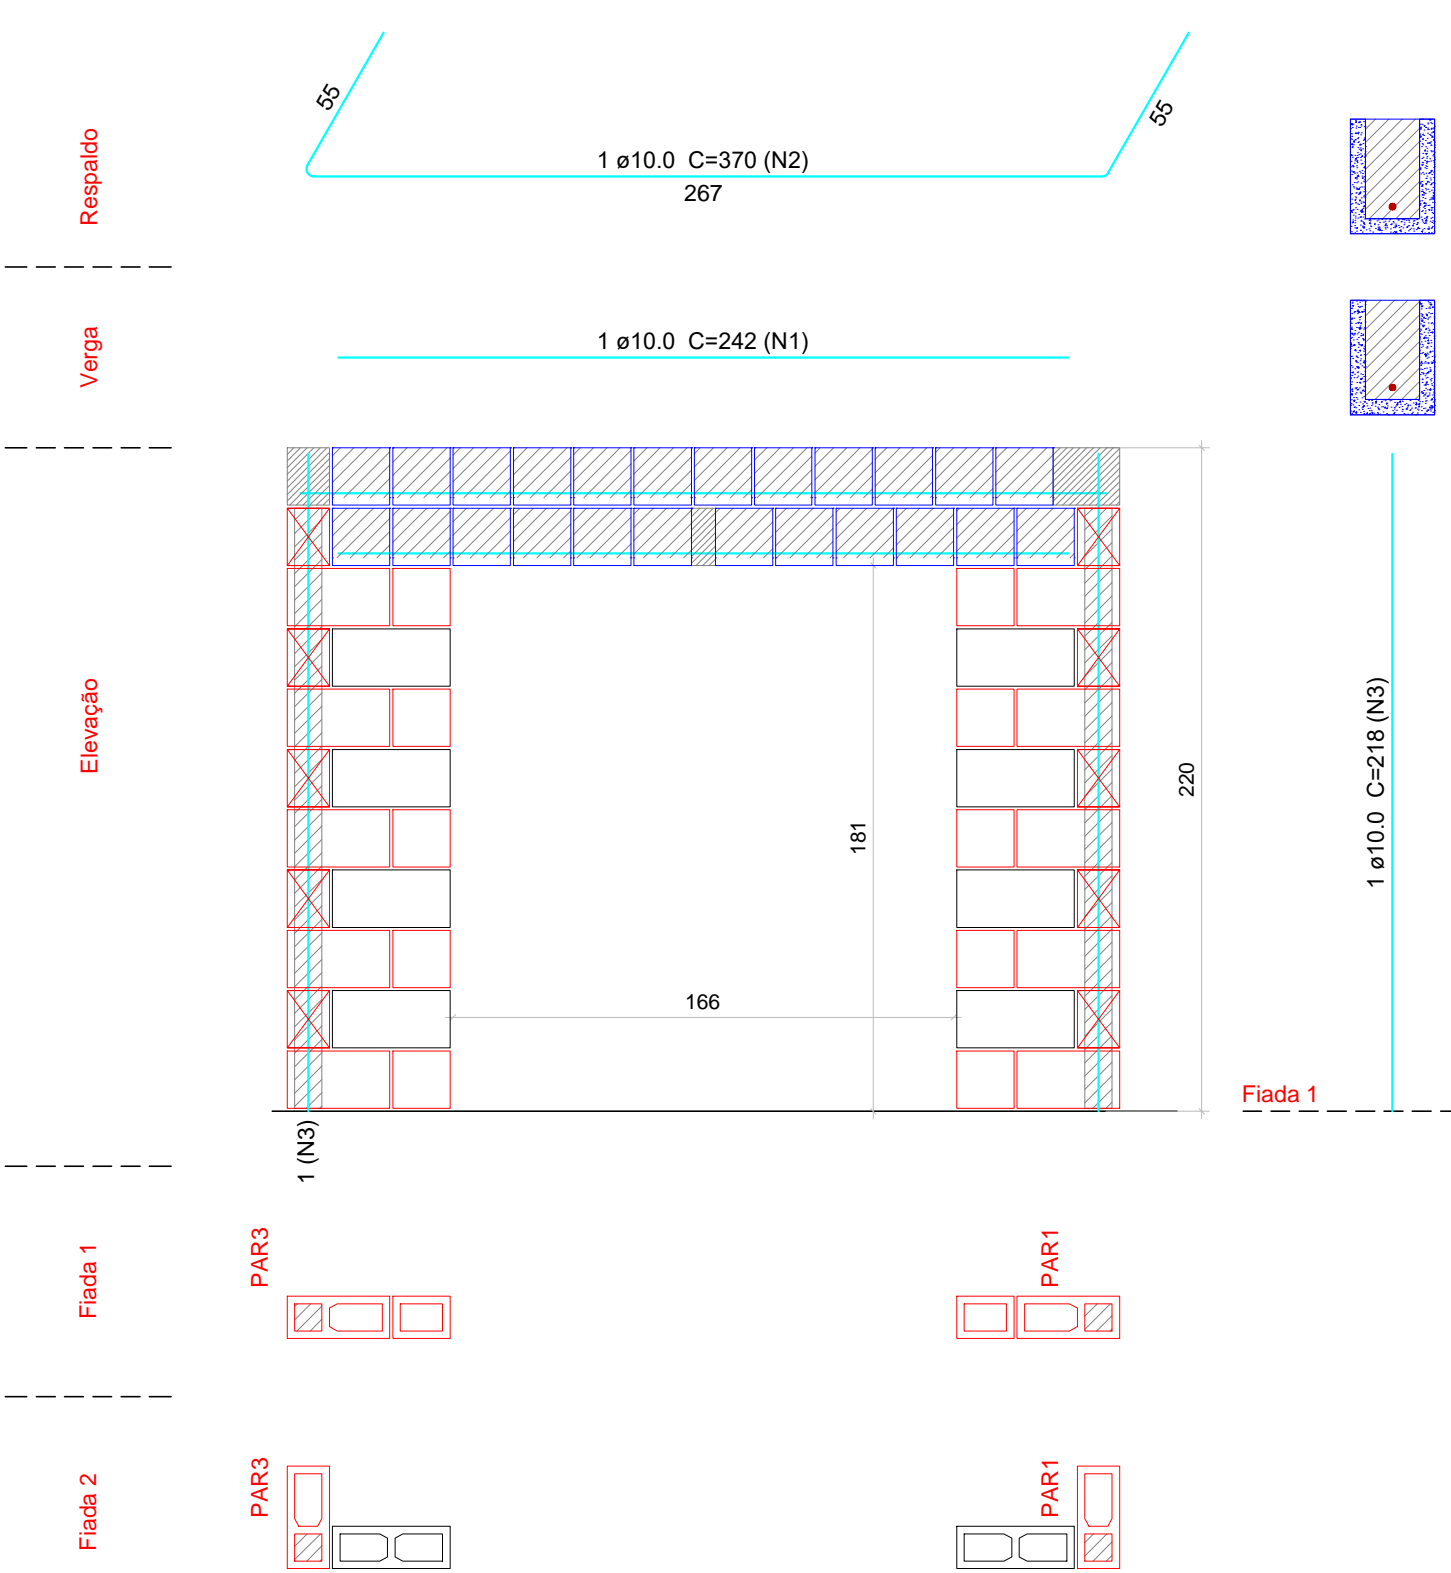 55
55
Respaldo
1 ø10.0 C=370 (N2)
267
Verga
1 ø10.0 C=242 (N1)
Elevação
181
166
220
1 ø10.0 C=218 (N3)
Fiada 1
1 (N3)
Fiada 1
PAR3
PAR1
Fiada 2
PAR3
PAR1